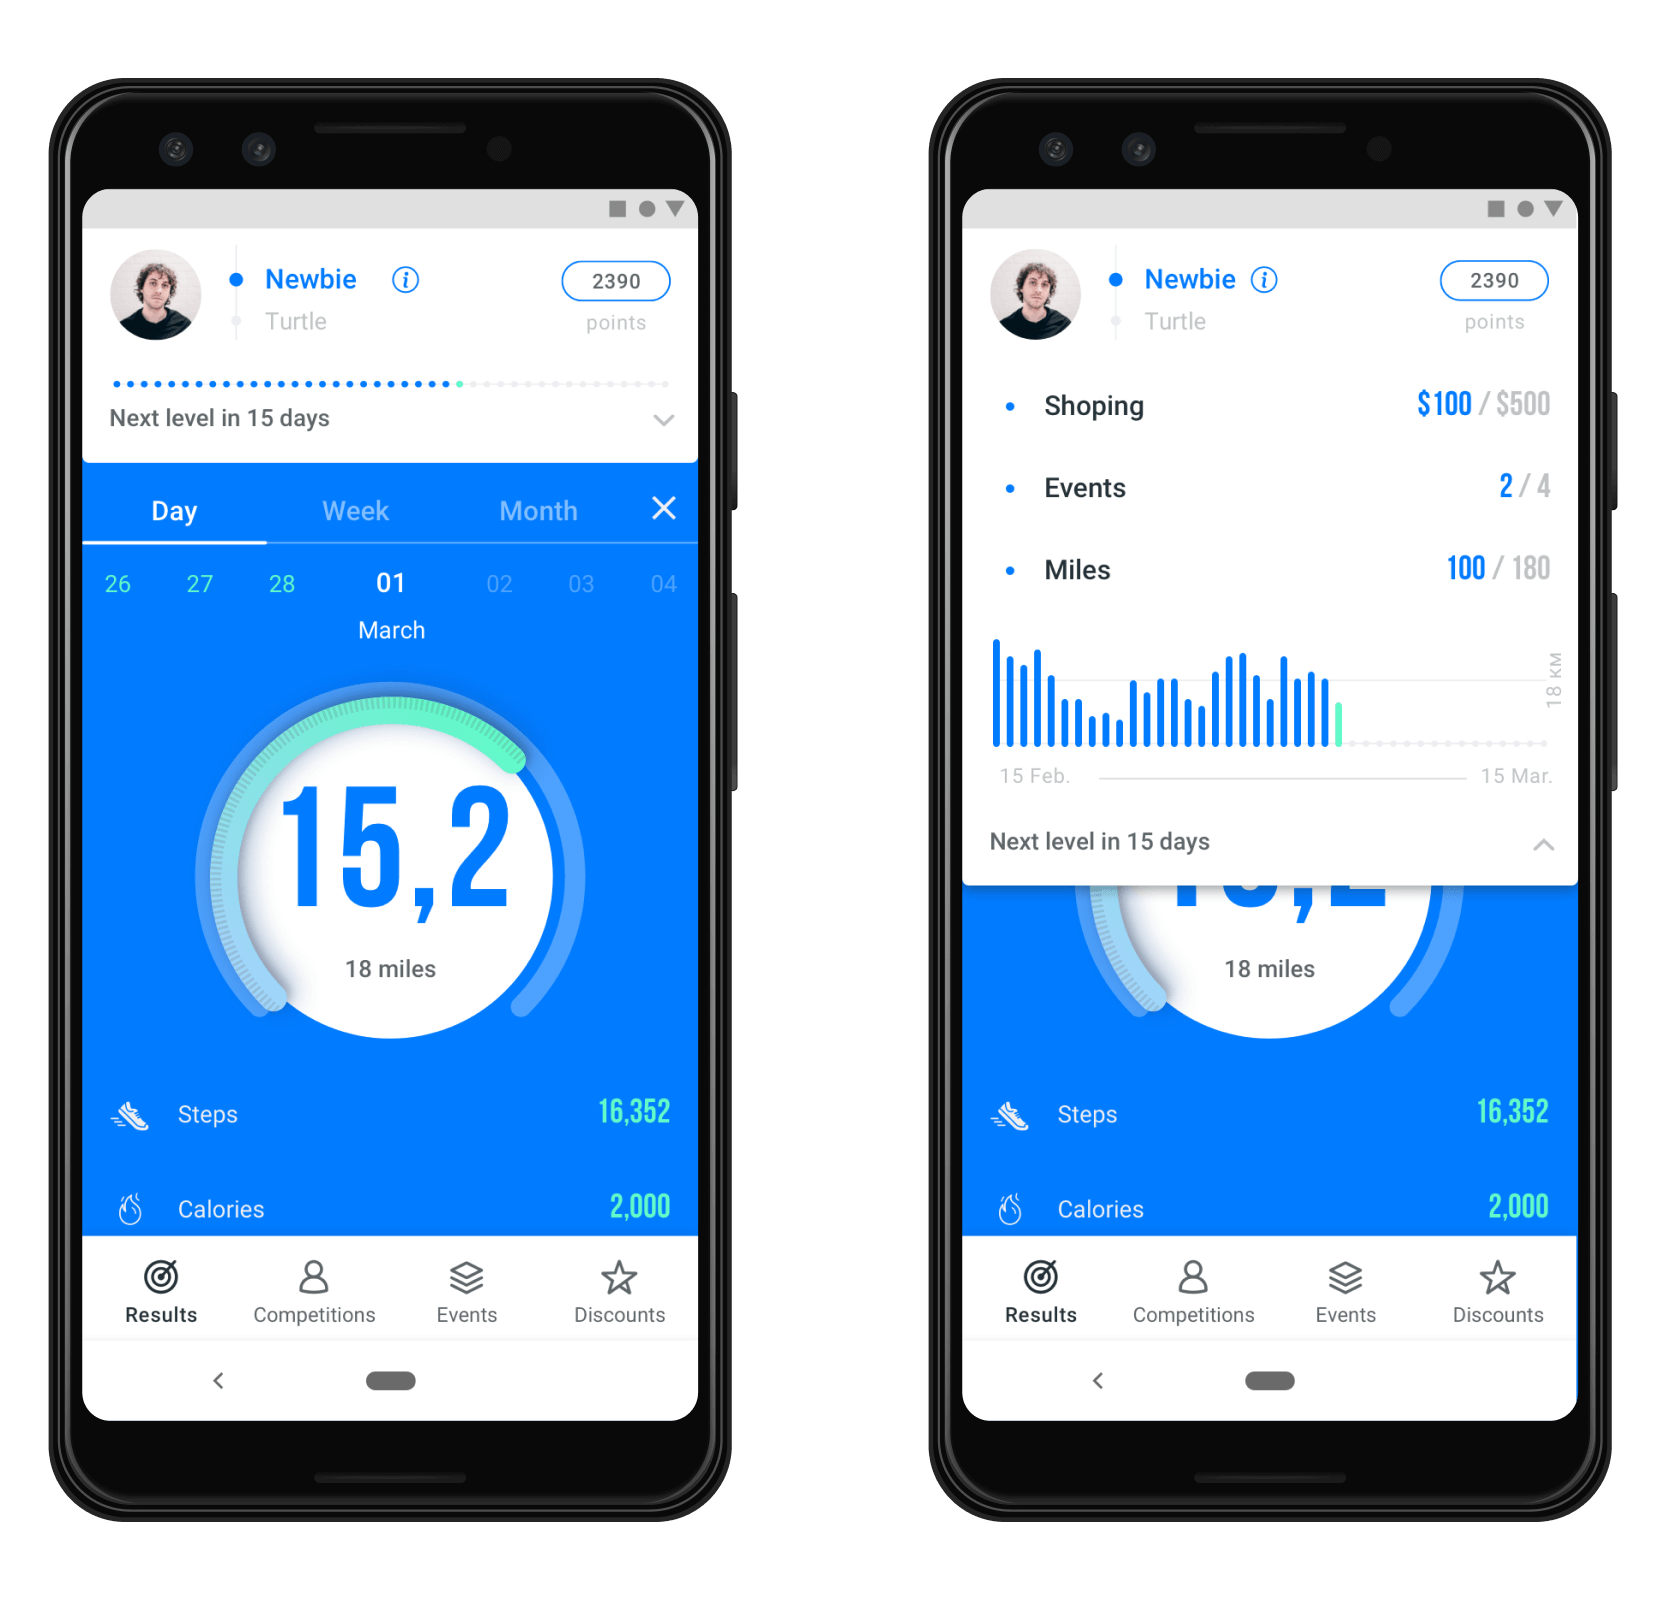 Newbie i 2390
Turtle points
Next level in 15 days
Day Week Month
26 27 28 01 02 03 04
March
15,2
18 miles
Steps 16,352
Calories 2,000
Results Competitions Events Discounts
Newbie i 2390
Turtle points
Shoping $100 / $500
Events 2 / 4
Miles 100 / 180
18 KM
15 Feb. 15 Mar.
Next level in 15 days
18 miles
Steps 16,352
Calories 2,000
Results Competitions Events Discounts